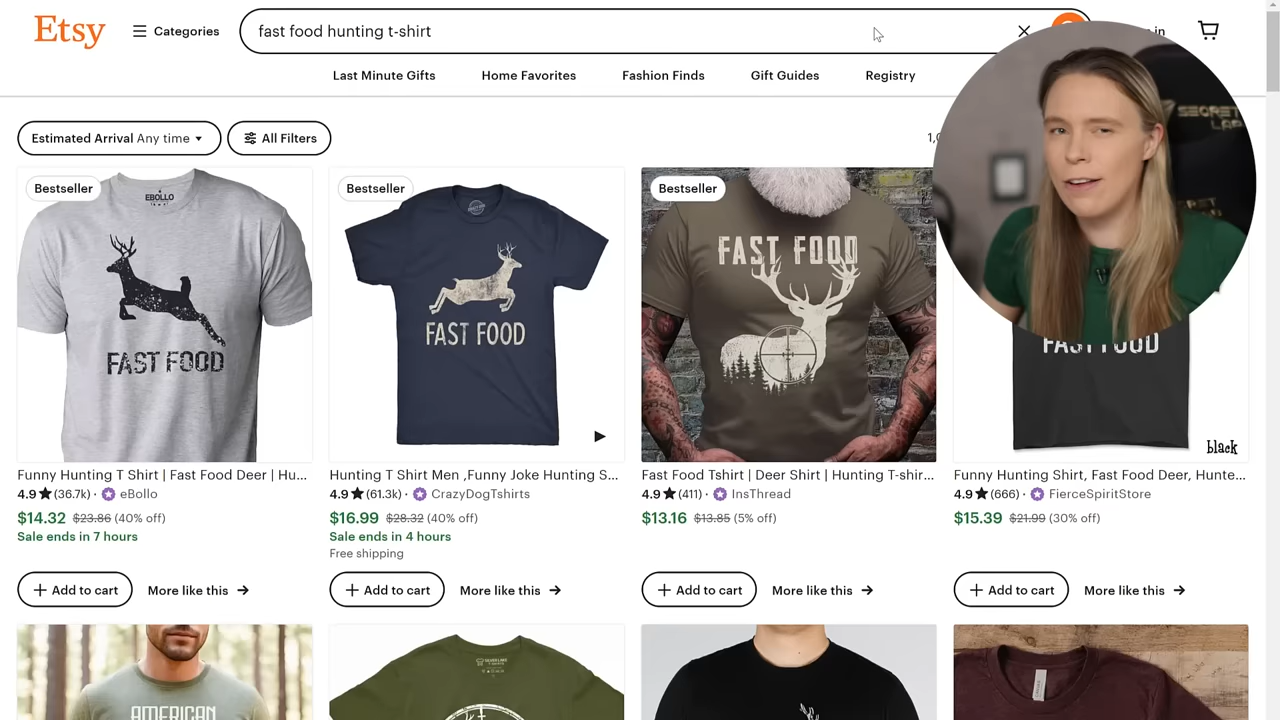 Etsy
Categories
fast food hunting t-shirt
in
Last Minute Gifts
Home Favorites
Fashion Finds
Gift Guides
Registry
Estimated Arrival Any time
All Filters
1,0
SECRET LAB
Bestseller
EBOLLO
FAST FOOD
Bestseller
FAST FOOD
Bestseller
FAST FOOD
FAST FOOD
black
Funny Hunting T Shirt | Fast Food Deer | Hu...
4.9 (36.7k) · eBollo
$14.32 $23.86 (40% off)
Sale ends in 7 hours
Add to cart
More like this
Hunting T Shirt Men ,Funny Joke Hunting S...
4.9 (61.3k) · CrazyDogTshirts
$16.99 $28.32 (40% off)
Sale ends in 4 hours
Free shipping
Add to cart
More like this
Fast Food Tshirt | Deer Shirt | Hunting T-shir...
4.9 (411) · InsThread
$13.16 $13.85 (5% off)
Add to cart
More like this
Funny Hunting Shirt, Fast Food Deer, Hunte...
4.9 (666) · FierceSpiritStore
$15.39 $21.99 (30% off)
Add to cart
More like this
AMERICAN